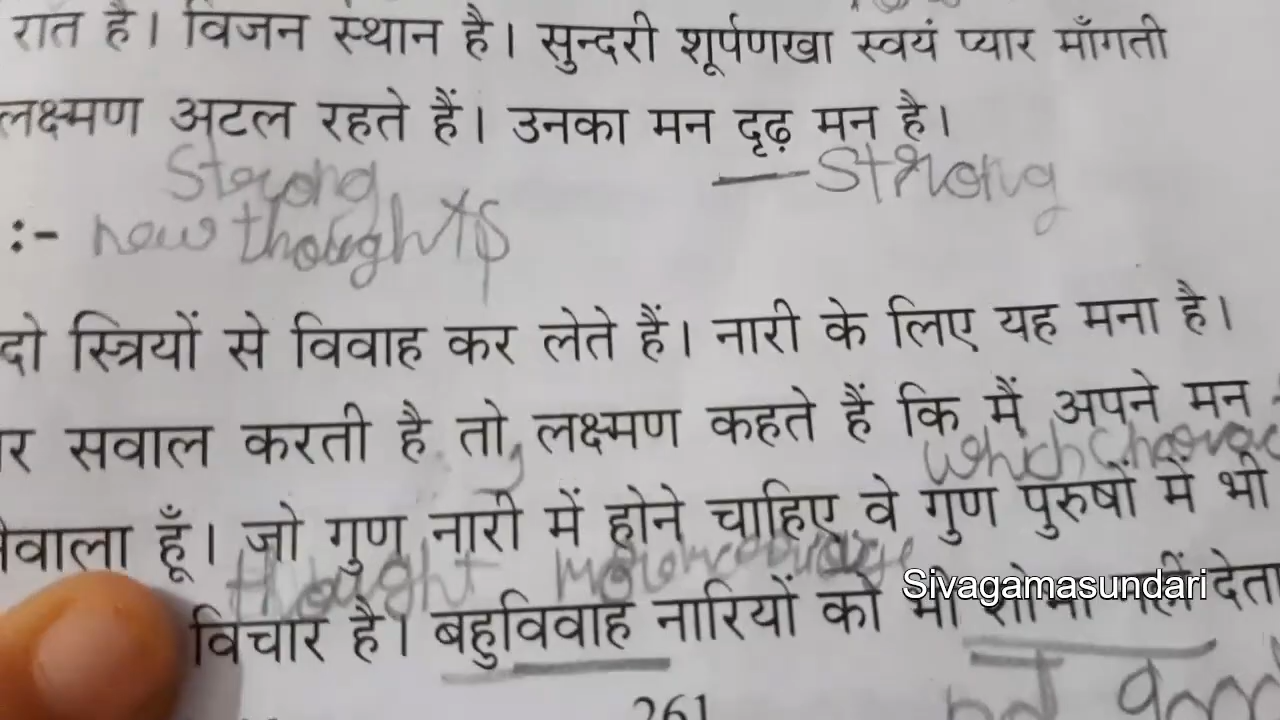 रात है। विजन स्थान है। सुन्दरी शूर्पणखा स्वयं प्यार माँगती
लक्ष्मण अटल रहते हैं। उनका मन दृढ़ मन है।
Strong — Strong
:- new thoughts
दो स्त्रियों से विवाह कर लेते हैं। नारी के लिए यह मना है।
र सवाल करती है तो, लक्ष्मण कहते हैं कि मैं अपने मन
which
वाला हूँ। जो गुण नारी में होने चाहिए वे गुण पुरुषों में भी
thought
Sivagamasundari
विचार है। बहुविवाह नारियों को भी शोभा नहीं देता
261